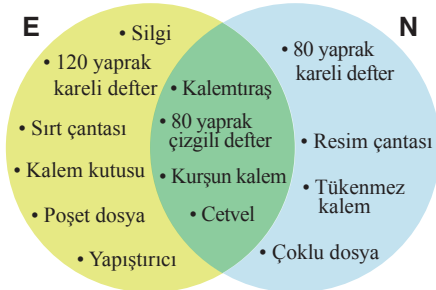 E
N
• Silgi
• 120 yaprak
kareli defter
• Sırt çantası
• Kalem kutusu
• Poşet dosya
• Yapıştırıcı
• Kalemtıraş
• 80 yaprak
çizgili defter
• Kurşun kalem
• Cetvel
• 80 yaprak
kareli defter
• Resim çantası
• Tükenmez
kalem
• Çoklu dosya